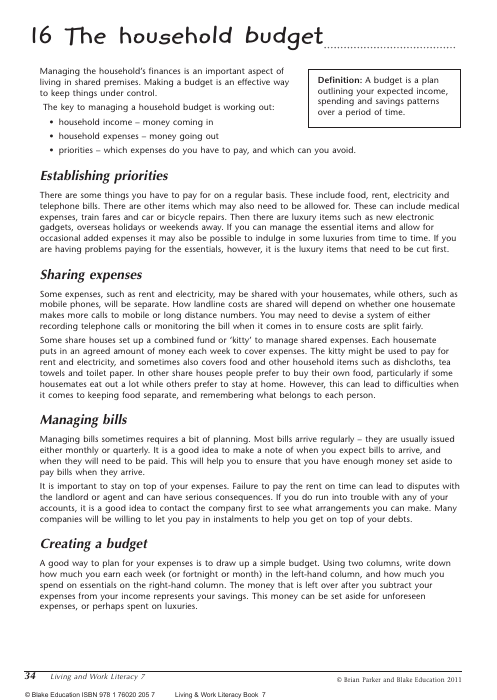 16 The household budget
Managing the household's finances is an important aspect of
living in shared premises. Making a budget is an effective way
to keep things under control.
The key to managing a household budget is working out:
• household income – money coming in
• household expenses – money going out
• priorities – which expenses do you have to pay, and which can you avoid.
Definition: A budget is a plan
outlining your expected income,
spending and savings patterns
over a period of time.
Establishing priorities
There are some things you have to pay for on a regular basis. These include food, rent, electricity and
telephone bills. There are other items which may also need to be allowed for. These can include medical
expenses, train fares and car or bicycle repairs. Then there are luxury items such as new electronic
gadgets, overseas holidays or weekends away. If you can manage the essential items and allow for
occasional added expenses it may also be possible to indulge in some luxuries from time to time. If you
are having problems paying for the essentials, however, it is the luxury items that need to be cut first.
Sharing expenses
Some expenses, such as rent and electricity, may be shared with your housemates, while others, such as
mobile phones, will be separate. How landline costs are shared will depend on whether one housemate
makes more calls to mobile or long distance numbers. You may need to devise a system of either
recording telephone calls or monitoring the bill when it comes in to ensure costs are split fairly.
Some share houses set up a combined fund or 'kitty' to manage shared expenses. Each housemate
puts in an agreed amount of money each week to cover expenses. The kitty might be used to pay for
rent and electricity, and sometimes also covers food and other household items such as dishcloths, tea
towels and toilet paper. In other share houses people prefer to buy their own food, particularly if some
housemates eat out a lot while others prefer to stay at home. However, this can lead to difficulties when
it comes to keeping food separate, and remembering what belongs to each person.
Managing bills
Managing bills sometimes requires a bit of planning. Most bills arrive regularly – they are usually issued
either monthly or quarterly. It is a good idea to make a note of when you expect bills to arrive, and
when they will need to be paid. This will help you to ensure that you have enough money set aside to
pay bills when they arrive.
It is important to stay on top of your expenses. Failure to pay the rent on time can lead to disputes with
the landlord or agent and can have serious consequences. If you do run into trouble with any of your
accounts, it is a good idea to contact the company first to see what arrangements you can make. Many
companies will be willing to let you pay in instalments to help you get on top of your debts.
Creating a budget
A good way to plan for your expenses is to draw up a simple budget. Using two columns, write down
how much you earn each week (or fortnight or month) in the left-hand column, and how much you
spend on essentials on the right-hand column. The money that is left over after you subtract your
expenses from your income represents your savings. This money can be set aside for unforeseen
expenses, or perhaps spent on luxuries.
34 Living and Work Literacy 7
© Brian Parker and Blake Education 2011
© Blake Education ISBN 978 1 76020 205 7 Living & Work Literacy Book 7